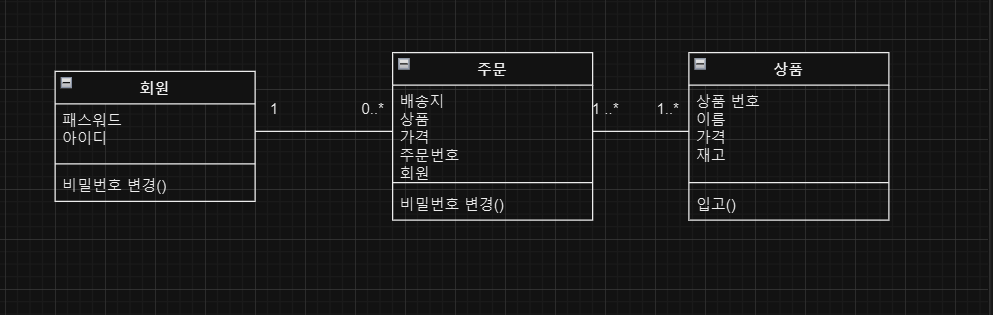 회원
패스워드
아이디
비밀번호 변경()
1
0..*
주문
배송지
상품
가격
주문번호
회원
비밀번호 변경()
1 ..*
1..*
상품
상품 번호
이름
가격
재고
입고()